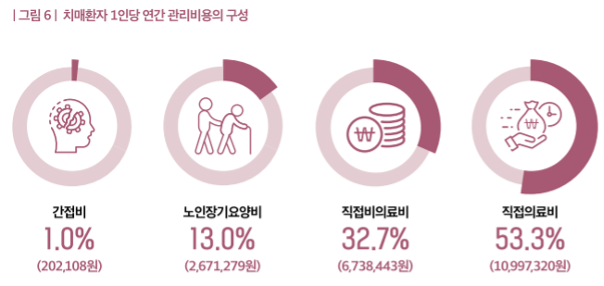 | 그림 6 | 치매환자 1인당 연간 관리비용의 구성
간접비
1.0%
(202,108원)
노인장기요양비
13.0%
(2,671,279원)
직접비의료비
32.7%
(6,738,443원)
직접의료비
53.3%
(10,997,320원)